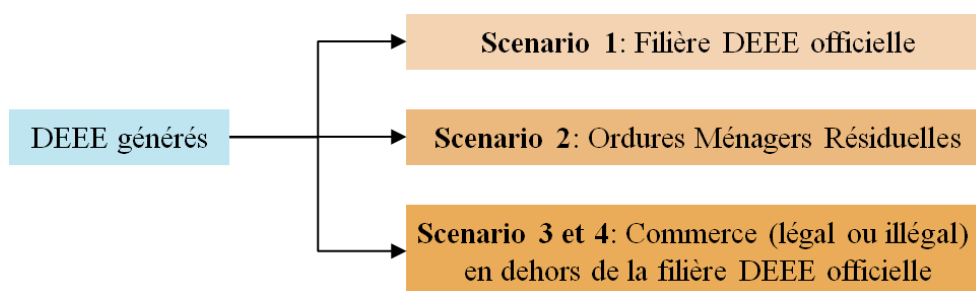 Scenario 1: Filière DEEE officielle
DEEE générés
Scenario 2: Ordures Ménagers Résiduelles
Scenario 3 et 4: Commerce (légal ou illégal)
en dehors de la filière DEEE officielle